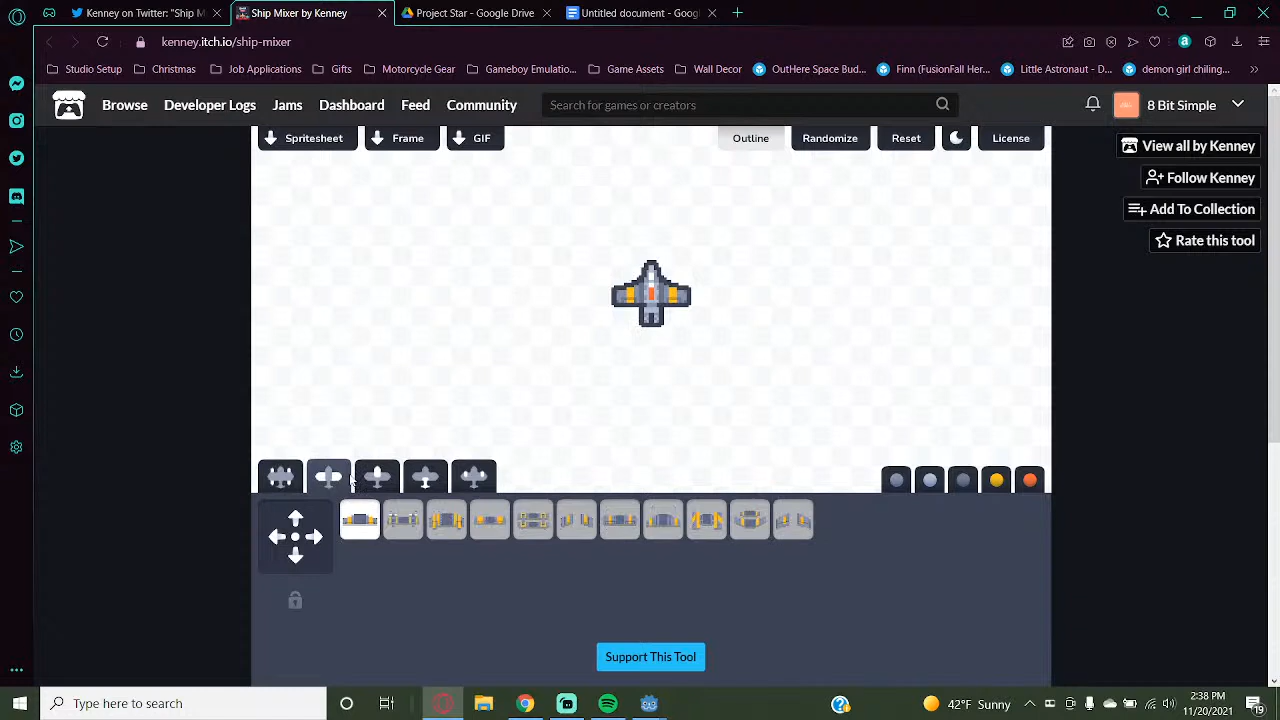 Kenney on Twitter: "Ship M
Ship Mixer by Kenney
Project Star - Google Drive
Untitled document - Goog
kenney.itch.io/ship-mixer
Studio Setup
Christmas
Job Applications
Gifts
Motorcycle Gear
Gameboy Emulatio...
Game Assets
Wall Decor
OutHere Space Bud...
Finn (FusionFall Her...
Little Astronaut - D...
demon girl chiling...
Browse
Developer Logs
Jams
Dashboard
Feed
Community
Search for games or creators
8 Bit Simple
Spritesheet
Frame
GIF
Outline
Randomize
Reset
License
View all by Kenney
Follow Kenney
Add To Collection
Rate this tool
Support This Tool
Type here to search
42°F Sunny
2:38 PM
11/20/2021